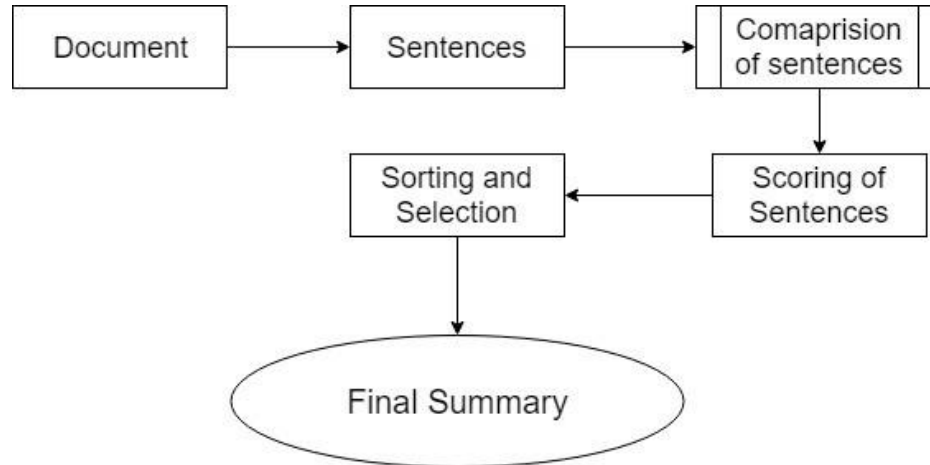 Document
Sentences
Comaprision
of sentences
Scoring of
Sentences
Sorting and
Selection
Final Summary